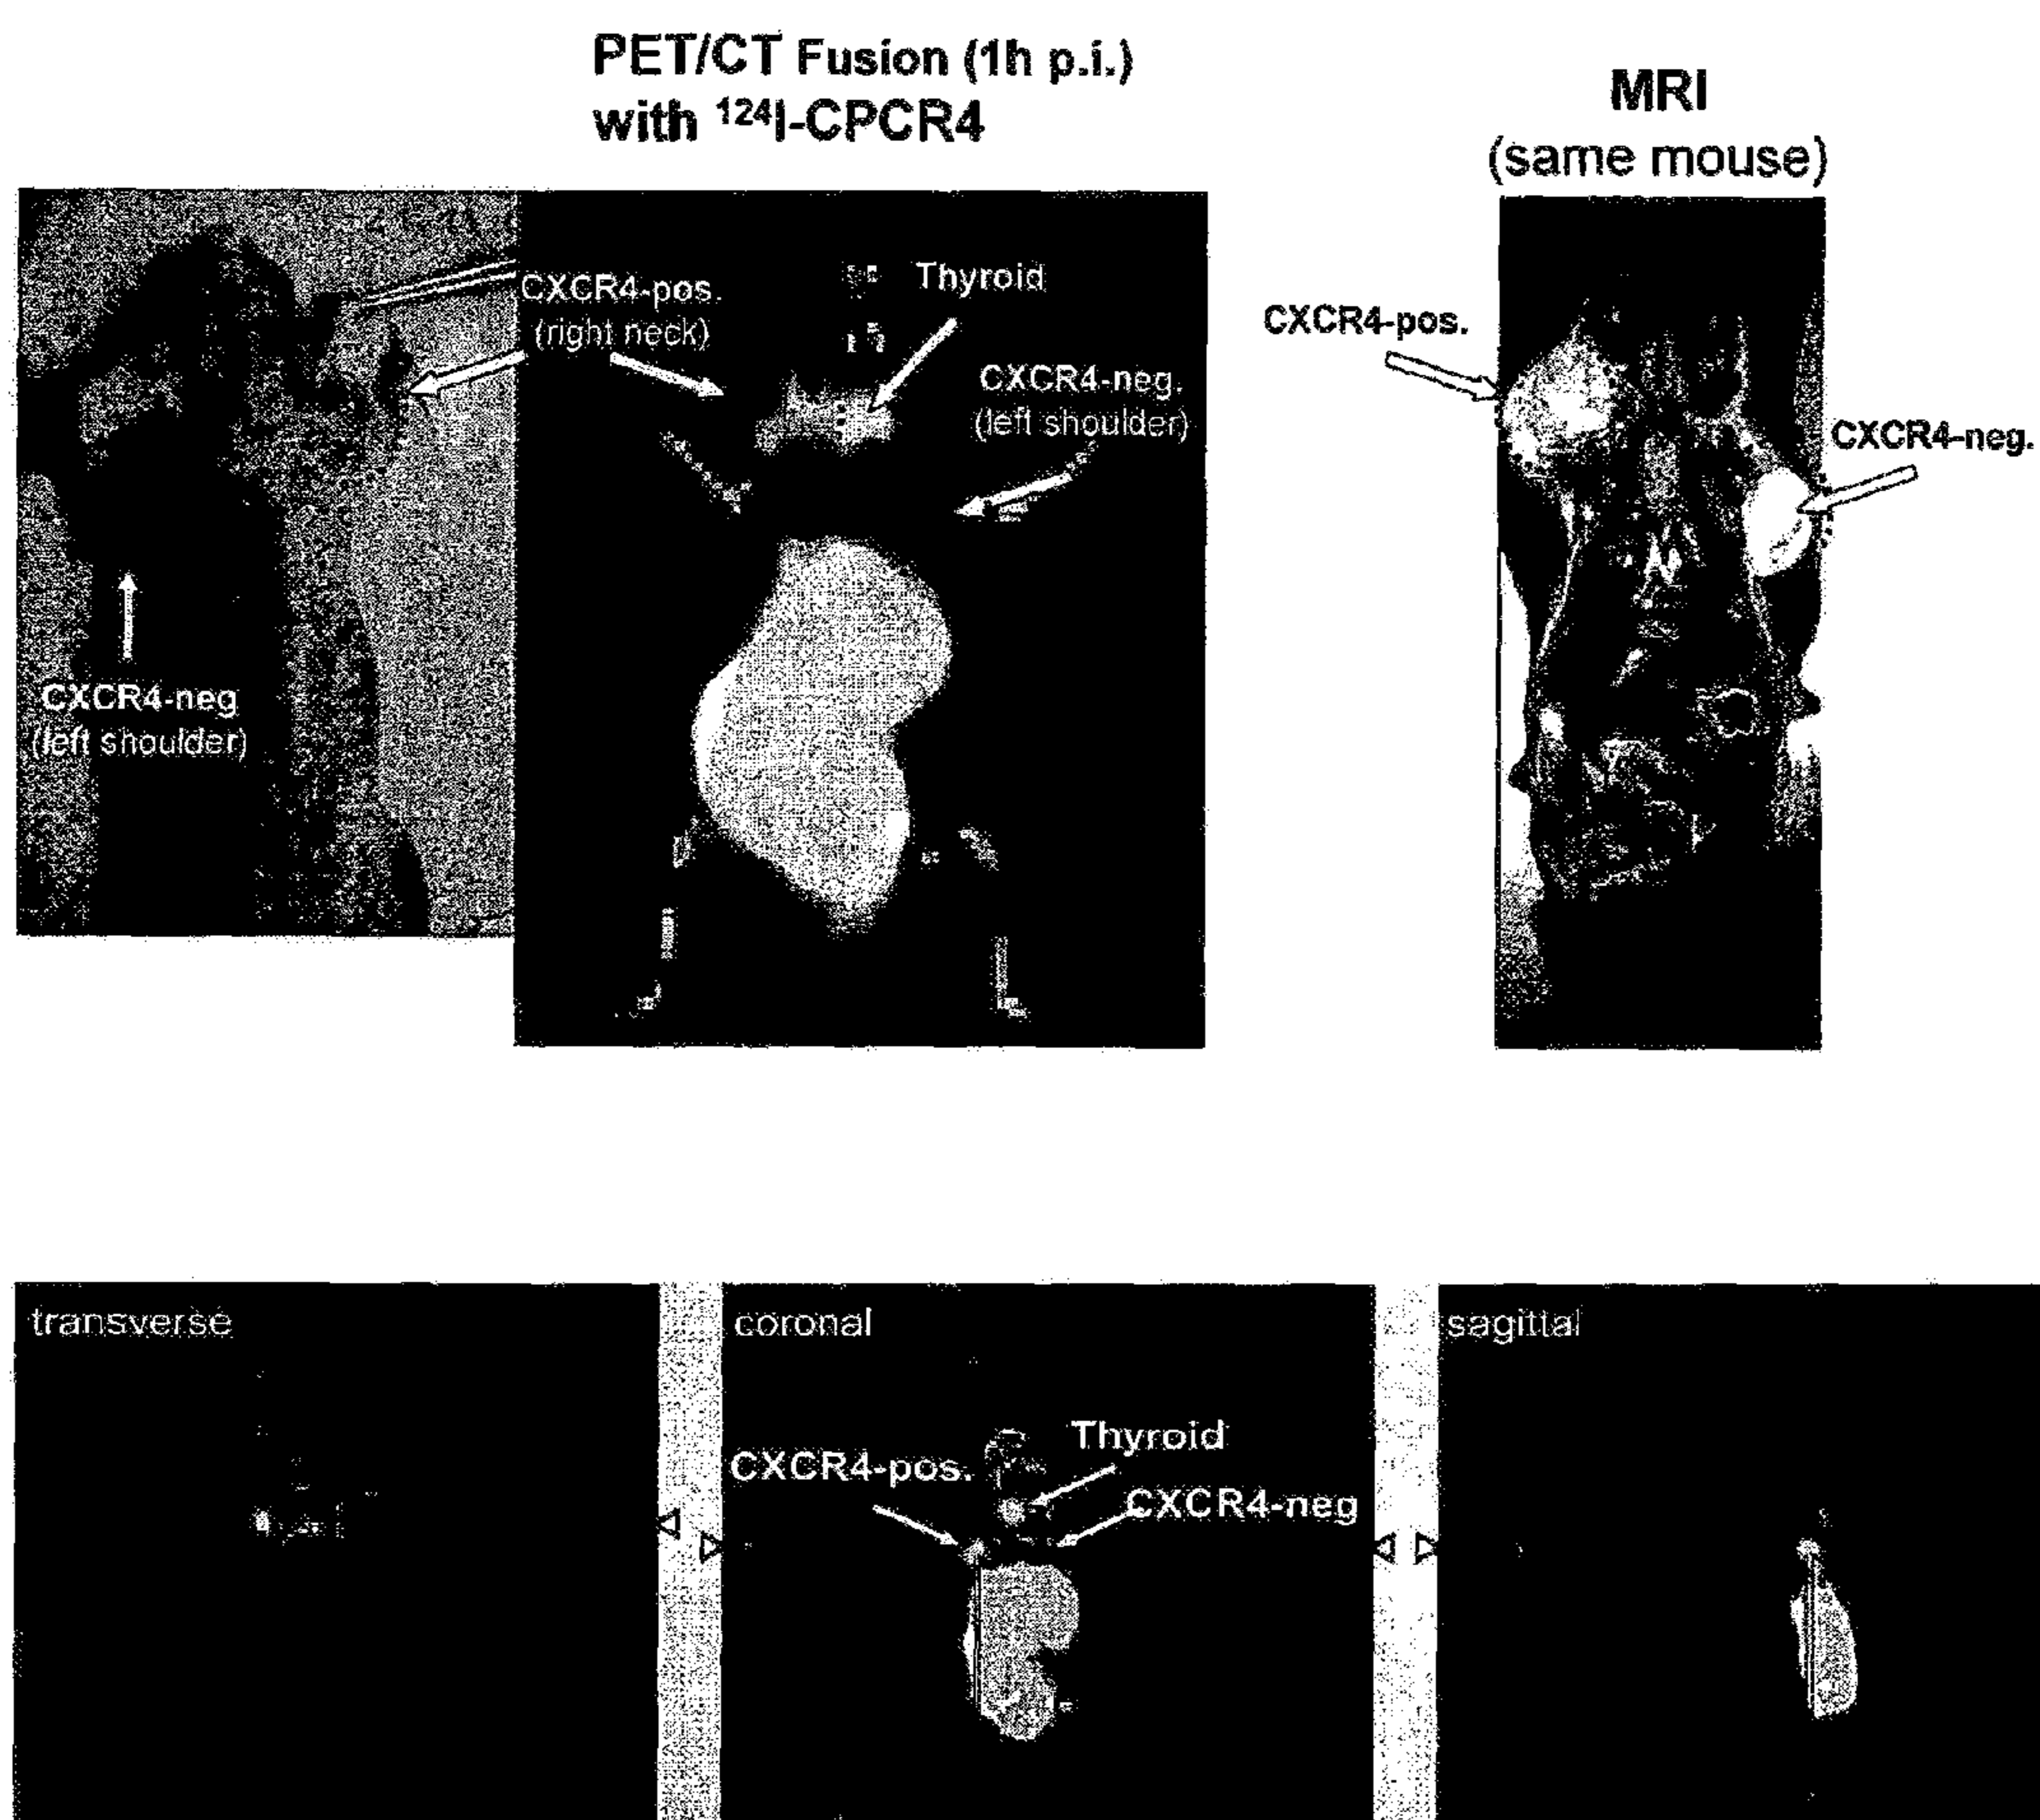 PET/CT Fusion (1h p.i.)
with ¹²⁴I-CPCR4
MRI
(same mouse)
CXCR4-pos.
(right neck)
Thyroid
CXCR4-neg.
(left shoulder)
CXCR4-neg
(left shoulder)
CXCR4-pos.
CXCR4-neg.
transverse
coronal
Thyroid
CXCR4-pos.
CXCR4-neg
sagittal